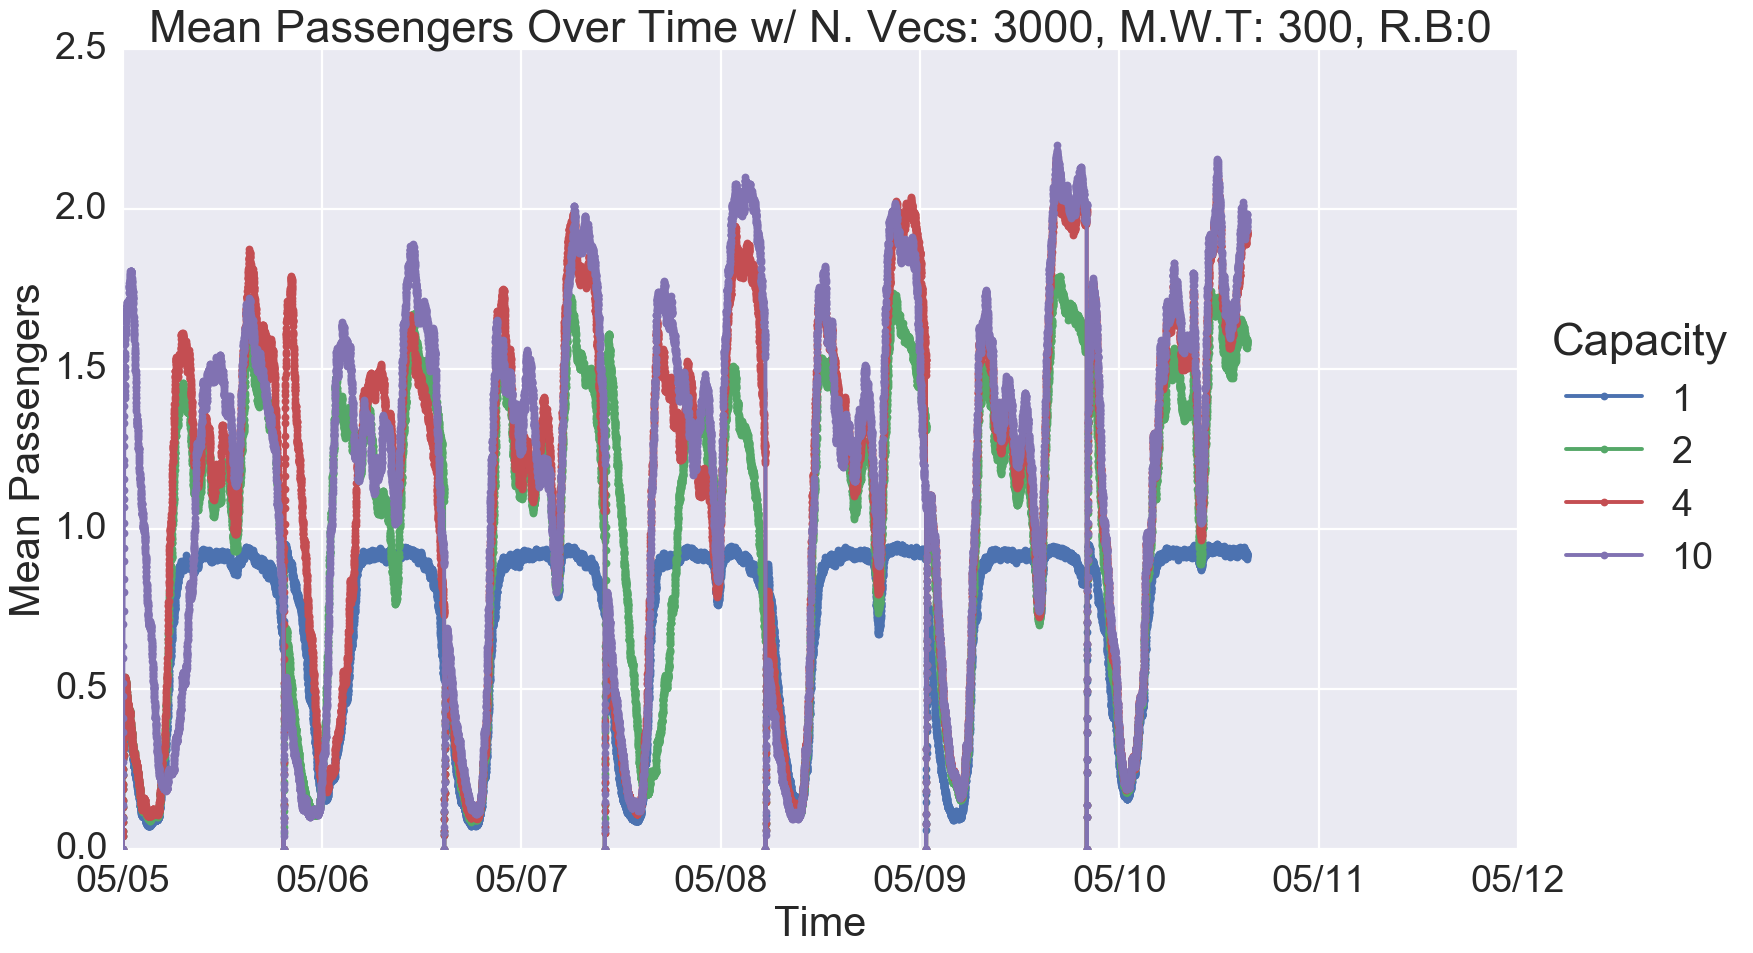 Mean Passengers Over Time w/ N. Vecs: 3000, M.W.T: 300, R.B:0
2.5
2.0
1.5
1.0
0.5
0.0
Mean Passengers
05/05 05/06 05/07 05/08 05/09 05/10 05/11 05/12
Time
Capacity
1
2
4
10